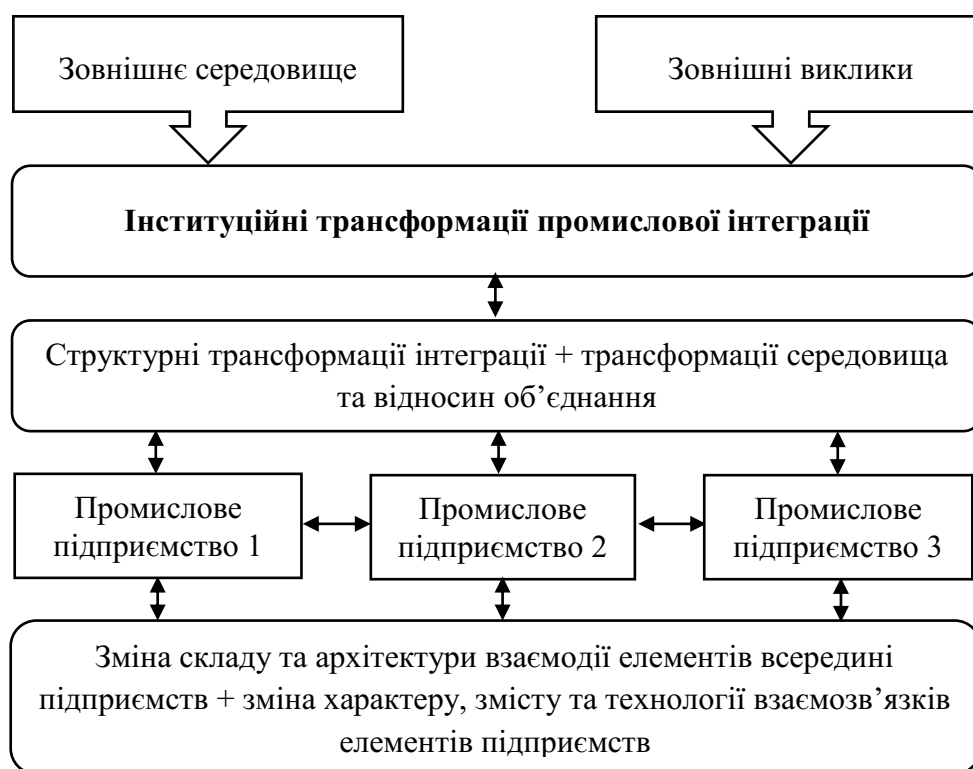 Зовнішнє середовище
Зовнішні виклики
Інституційні трансформації промислової інтеграції
Структурні трансформації інтеграції + трансформації середовища
та відносин об’єднання
Промислове
підприємство 1
Промислове
підприємство 2
Промислове
підприємство 3
Зміна складу та архітектури взаємодії елементів всередині
підприємств + зміна характеру, змісту та технології взаємозв’язків
елементів підприємств